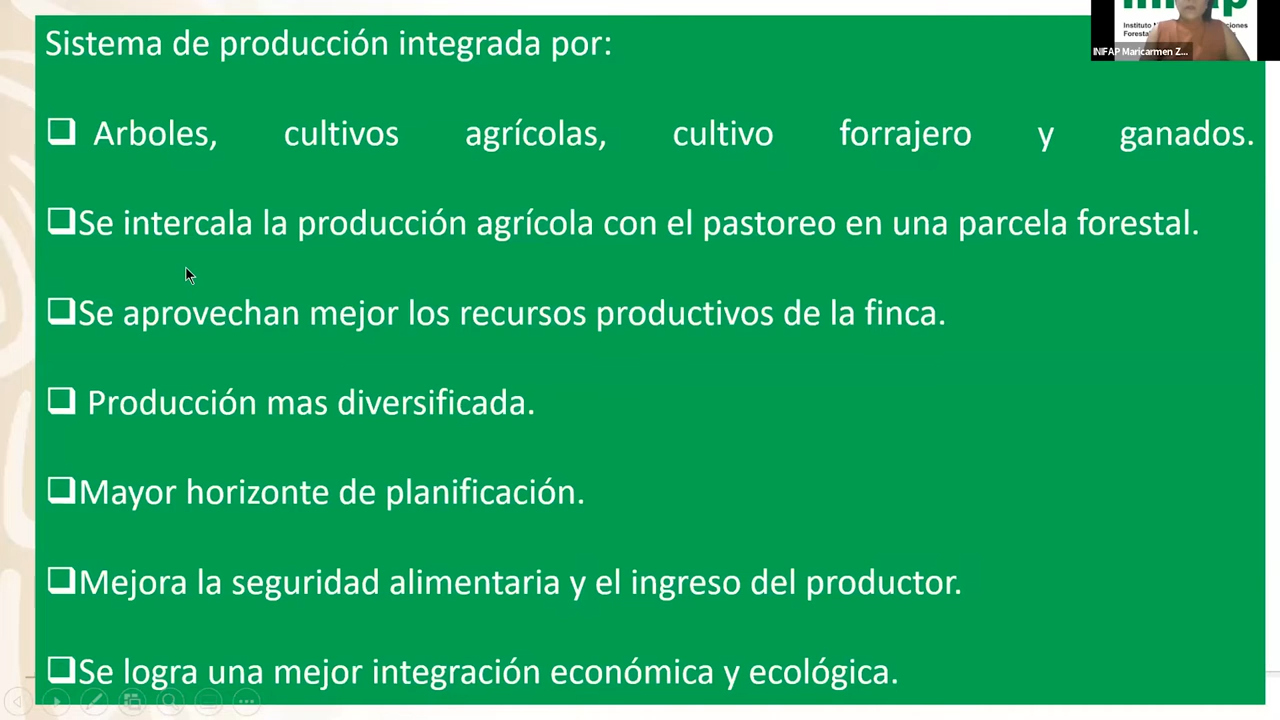 Sistema de producción integrada por:
Arboles, cultivos agrícolas, cultivo forrajero y ganados.
Se intercala la producción agrícola con el pastoreo en una parcela forestal.
Se aprovechan mejor los recursos productivos de la finca.
Producción mas diversificada.
Mayor horizonte de planificación.
Mejora la seguridad alimentaria y el ingreso del productor.
Se logra una mejor integración económica y ecológica.
INIFAP Maricarmen Z...